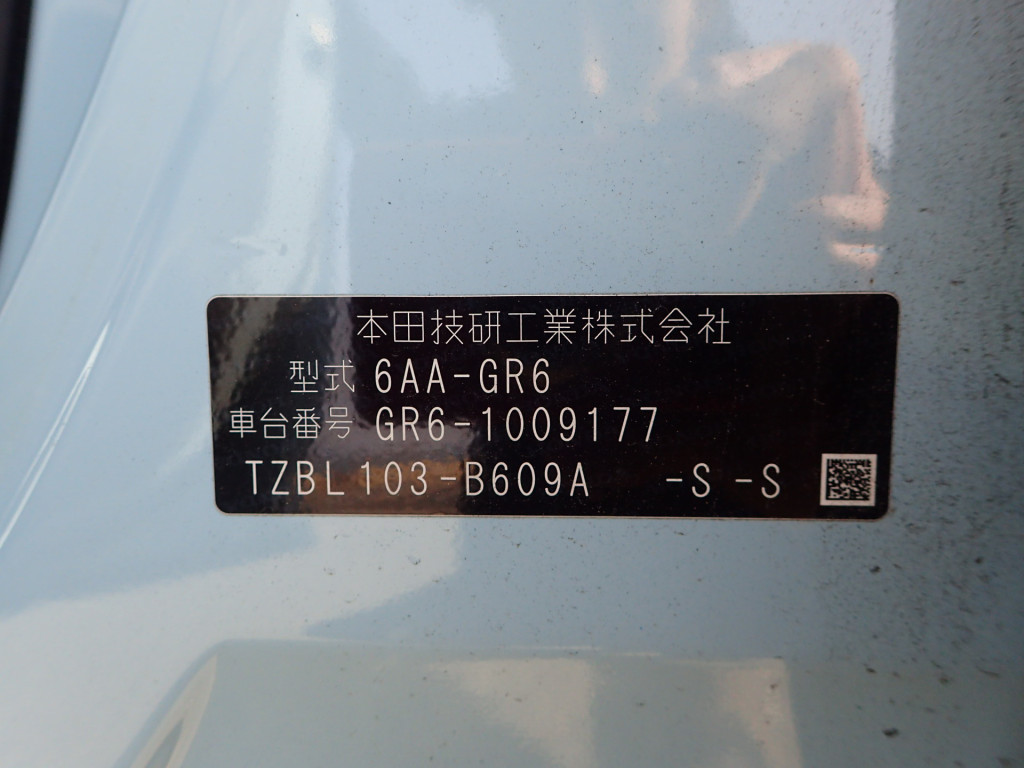 本田技研工業株式会社
型式 6AA-GR6
車台番号 GR6-1009177
TZBL103-B609A -S -S